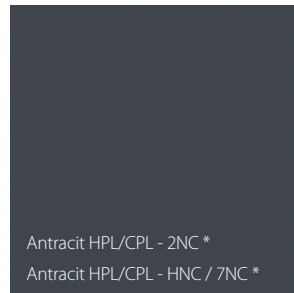 Antracit HPL/CPL - 2NC *
Antracit HPL/CPL - HNC / 7NC *